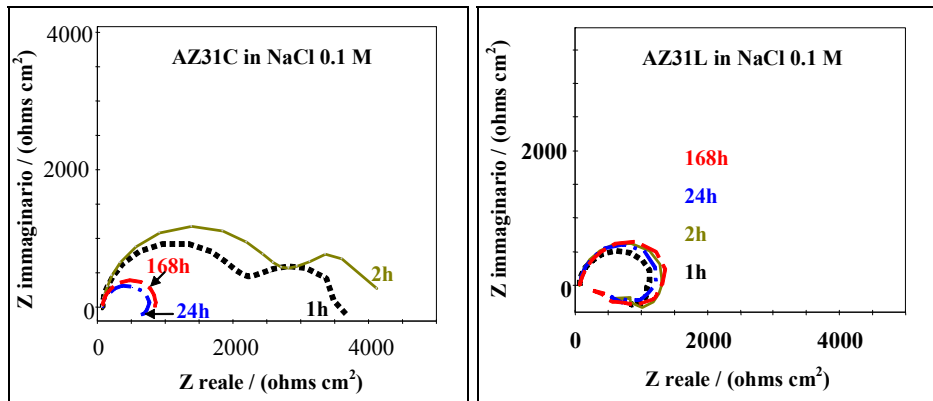 AZ31C in NaCl 0.1 M
Z immaginario / (ohms cm²)
4000
2000
0
168h
24h
1h
2h
0 2000 4000
Z reale / (ohms cm²)
AZ31L in NaCl 0.1 M
Z immaginario / (ohms cm²)
2000
0
168h
24h
2h
1h
0 2000 4000
Z reale / (ohms cm²)